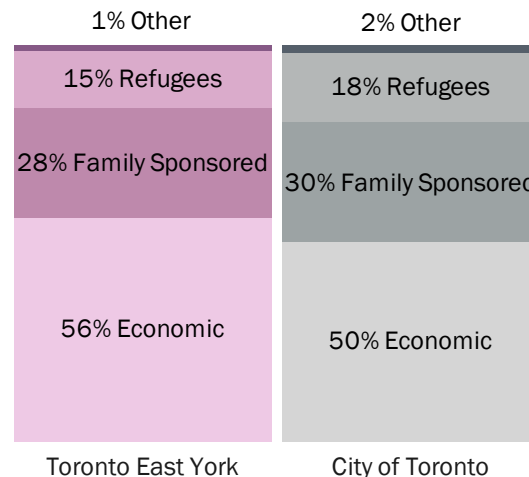 1% Other
15% Refugees
28% Family Sponsored
56% Economic
Toronto East York
2% Other
18% Refugees
30% Family Sponsored
50% Economic
City of Toronto